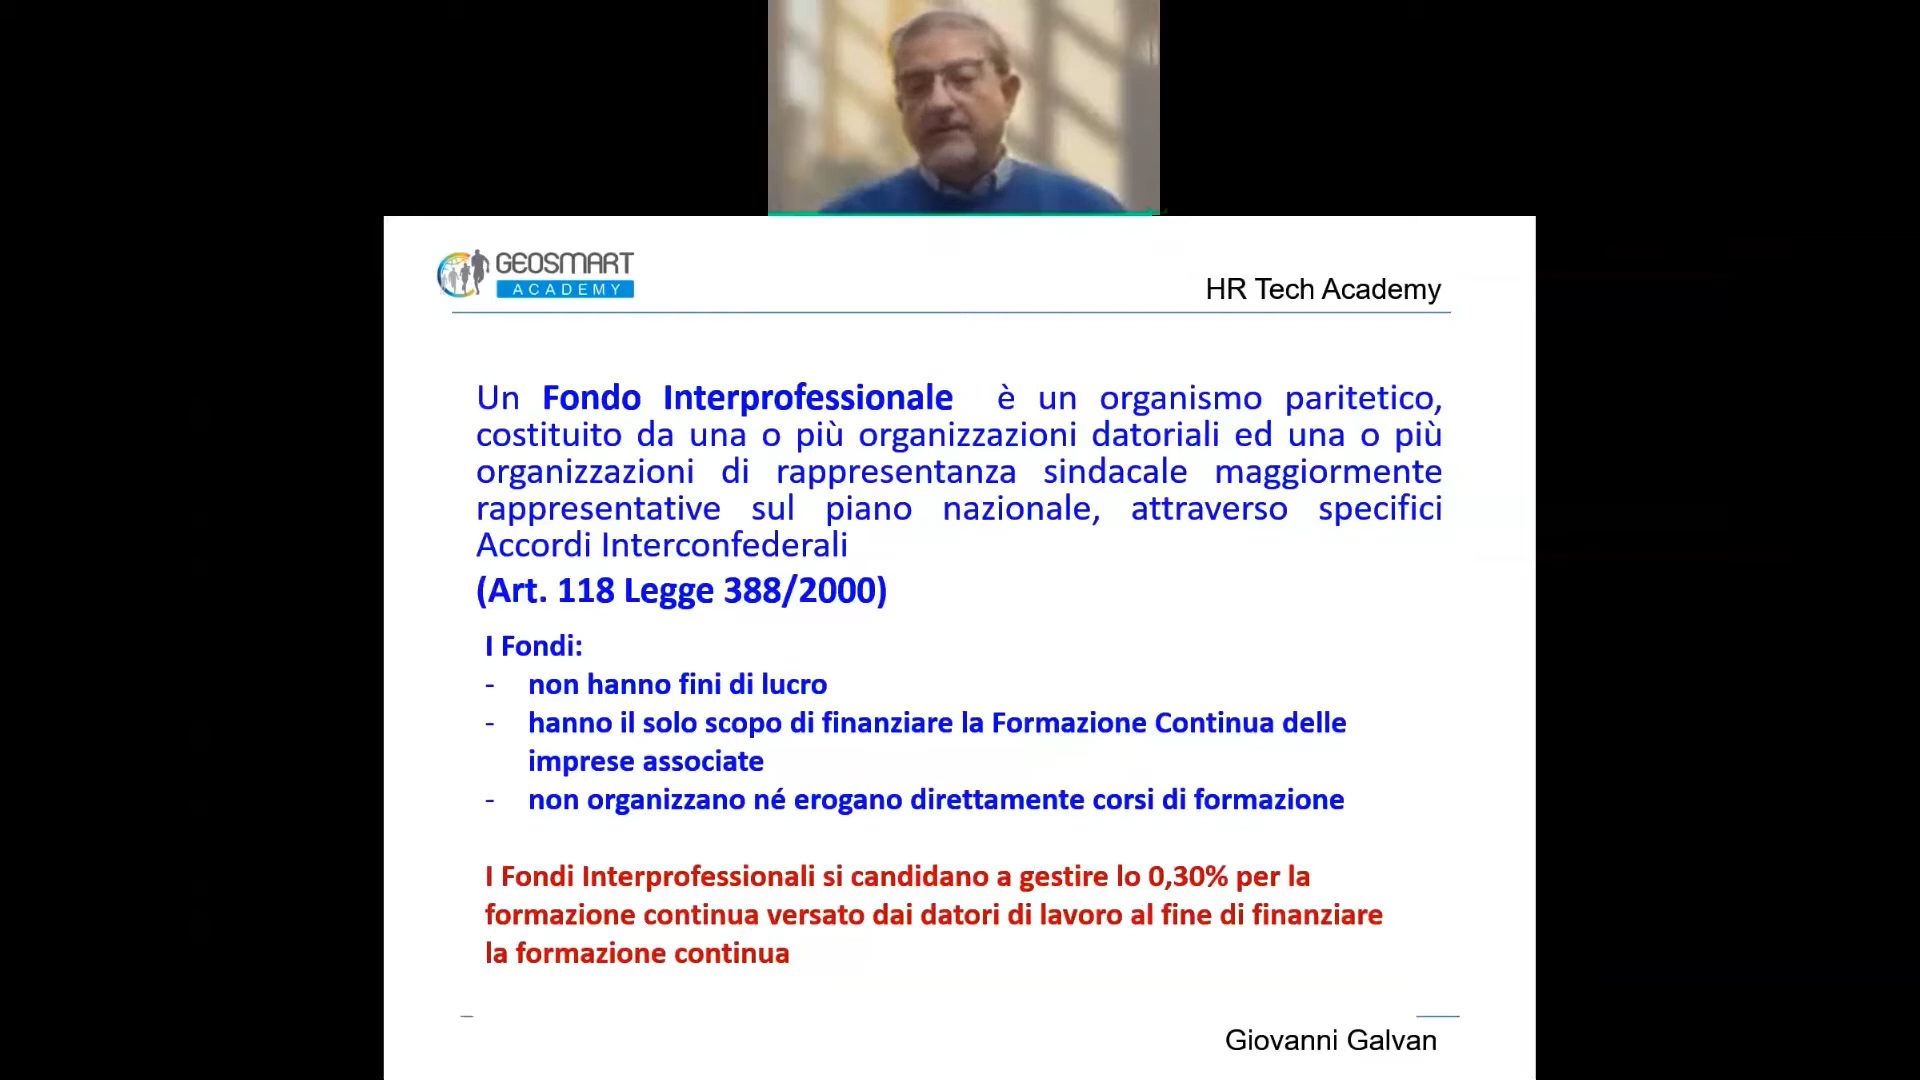 GEOSMART
ACADEMY
HR Tech Academy
Un Fondo Interprofessionale è un organismo paritetico,
costituito da una o più organizzazioni datoriali ed una o più
organizzazioni di rappresentanza sindacale maggiormente
rappresentative sul piano nazionale, attraverso specifici
Accordi Interconfederali
(Art. 118 Legge 388/2000)
I Fondi:
- non hanno fini di lucro
- hanno il solo scopo di finanziare la Formazione Continua delle
imprese associate
- non organizzano né erogano direttamente corsi di formazione
I Fondi Interprofessionali si candidano a gestire lo 0,30% per la
formazione continua versato dai datori di lavoro al fine di finanziare
la formazione continua
Giovanni Galvan